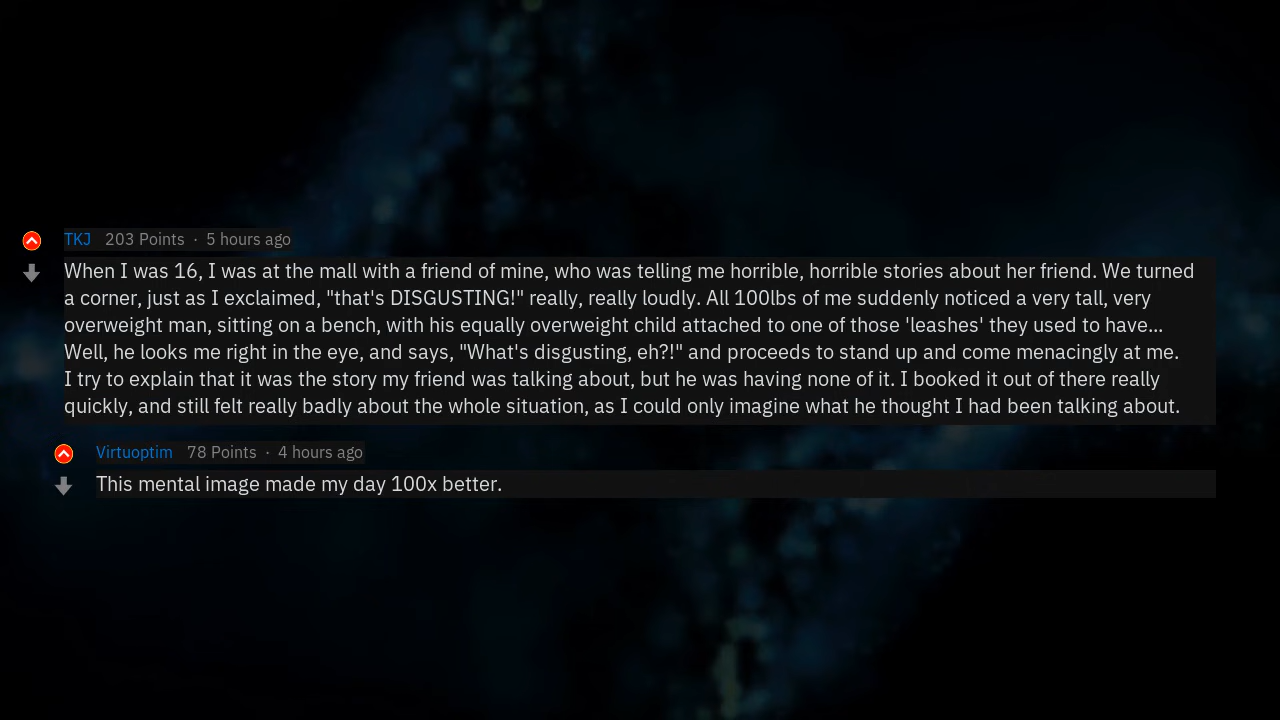 TKJ 203 Points · 5 hours ago
When I was 16, I was at the mall with a friend of mine, who was telling me horrible, horrible stories about her friend. We turned
a corner, just as I exclaimed, "that's DISGUSTING!" really, really loudly. All 100lbs of me suddenly noticed a very tall, very
overweight man, sitting on a bench, with his equally overweight child attached to one of those 'leashes' they used to have...
Well, he looks me right in the eye, and says, "What's disgusting, eh?!" and proceeds to stand up and come menacingly at me.
I try to explain that it was the story my friend was talking about, but he was having none of it. I booked it out of there really
quickly, and still felt really badly about the whole situation, as I could only imagine what he thought I had been talking about.
Virtuoptim 78 Points · 4 hours ago
This mental image made my day 100x better.